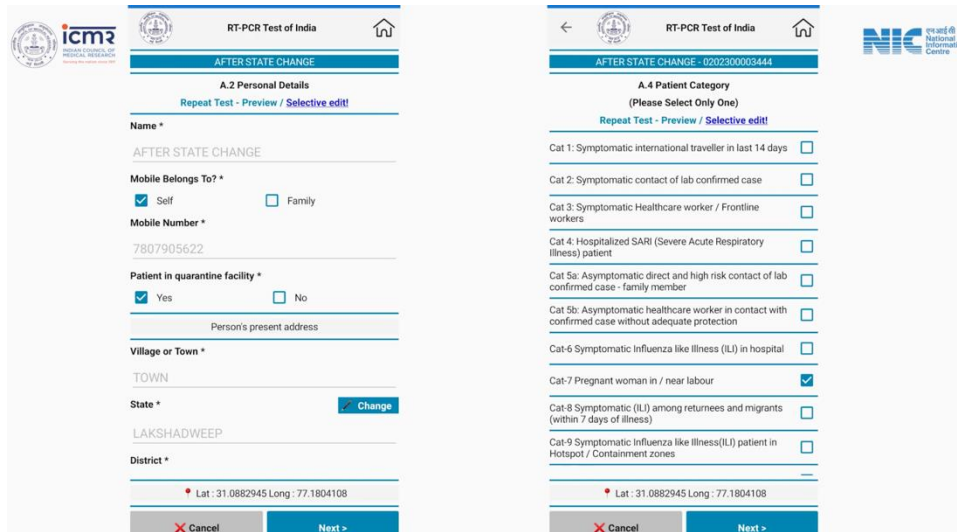 icmr
INDIAN COUNCIL OF
MEDICAL RESEARCH
RT-PCR Test of India
AFTER STATE CHANGE
A.2 Personal Details
Repeat Test - Preview / Selective edit!
Name *
AFTER STATE CHANGE
Mobile Belongs To? *
Self
Family
Mobile Number *
7807905622
Patient in quarantine facility *
Yes
No
Person's present address
Village or Town *
TOWN
State *
Change
LAKSHADWEEP
District *
Lat : 31.0882945 Long : 77.1804108
Cancel
Next >
RT-PCR Test of India
AFTER STATE CHANGE - 0202300003444
A.4 Patient Category
(Please Select Only One)
Repeat Test - Preview / Selective edit!
Cat 1: Symptomatic international traveller in last 14 days
Cat 2: Symptomatic contact of lab confirmed case
Cat 3: Symptomatic Healthcare worker / Frontline
workers
Cat 4: Hospitalized SARI (Severe Acute Respiratory
Illness) patient
Cat 5a: Asymptomatic direct and high risk contact of lab
confirmed case - family member
Cat 5b: Asymptomatic healthcare worker in contact with
confirmed case without adequate protection
Cat-6 Symptomatic Influenza like Illness (ILI) in hospital
Cat-7 Pregnant woman in / near labour
Cat-8 Symptomatic (ILI) among returnees and migrants
(within 7 days of illness)
Cat-9 Symptomatic Influenza like Illness(ILI) patient in
Hotspot / Containment zones
Lat : 31.0882945 Long : 77.1804108
Cancel
Next >
NIC
एन आई सी
National
Informati
Centre